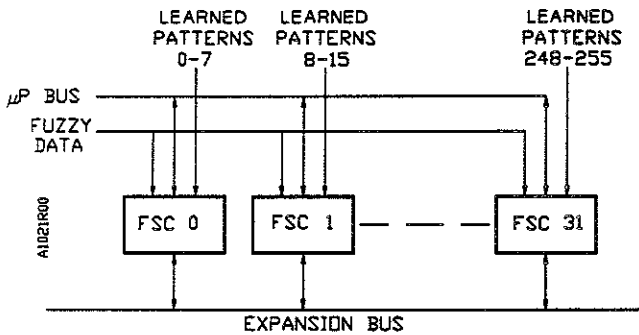 LEARNED
PATTERNS
0-7
LEARNED
PATTERNS
8-15
LEARNED
PATTERNS
248-255
μP BUS
FUZZY
DATA
FSC 0
FSC 1
FSC 31
A1021R00
EXPANSION BUS